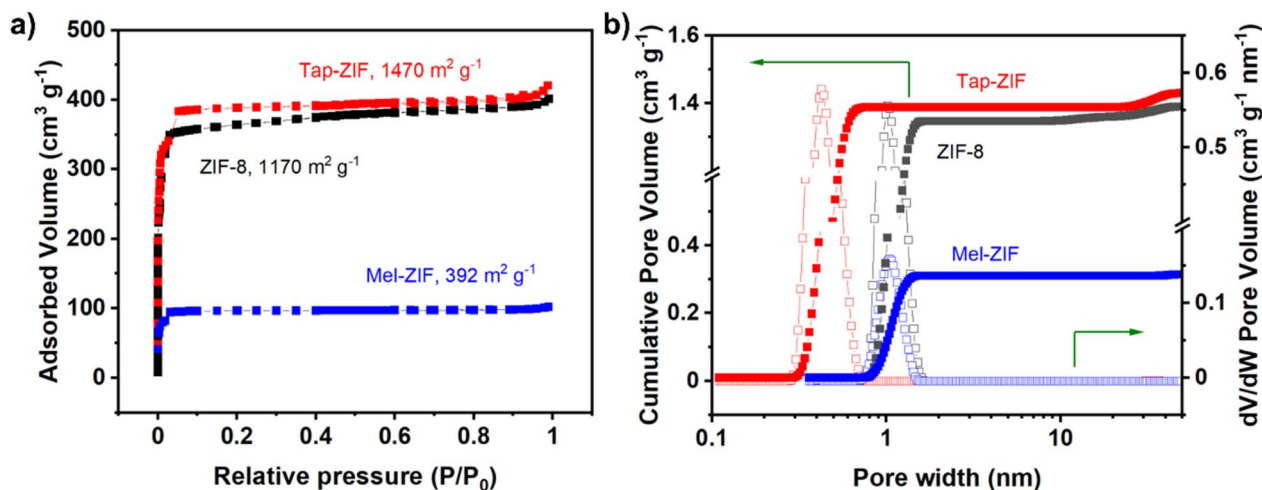 a)
Adsorbed Volume (cm³ g⁻¹)
500
400
300
200
100
0
Tap-ZIF, 1470 m² g⁻¹
ZIF-8, 1170 m² g⁻¹
Mel-ZIF, 392 m² g⁻¹
0 0.2 0.4 0.6 0.8 1
Relative pressure (P/P₀)
b)
Cumulative Pore Volume (cm³ g⁻¹)
1.6
1.4
0.4
0.2
0
Tap-ZIF
ZIF-8
Mel-ZIF
0.6
0.5
0.1
0
dV/dW Pore Volume (cm³ g⁻¹ nm⁻¹)
0.1 1 10
Pore width (nm)